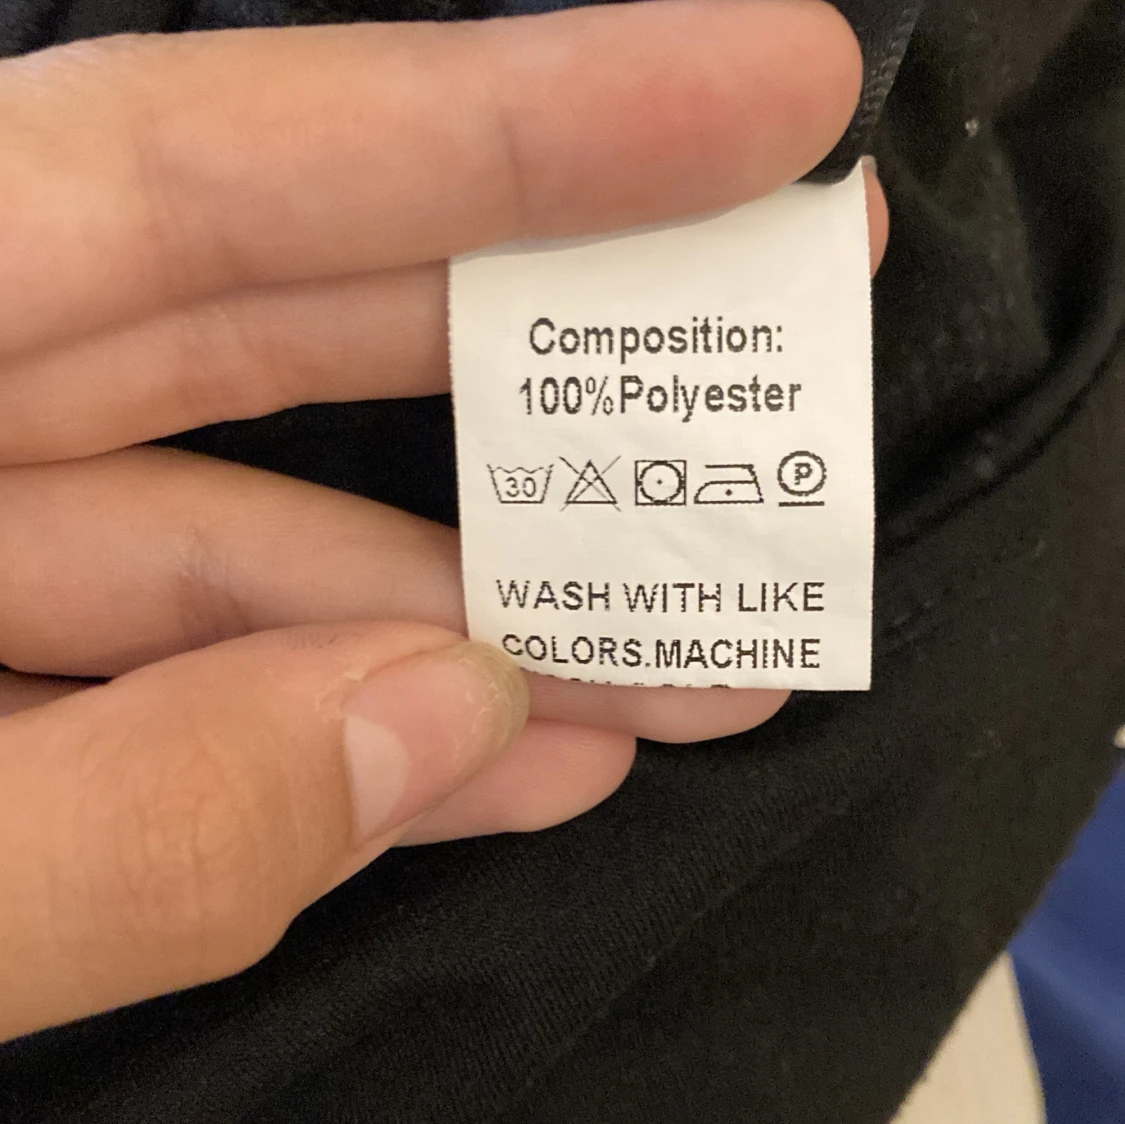 Composition:
100%Polyester
30 P
WASH WITH LIKE
COLORS.MACHINE